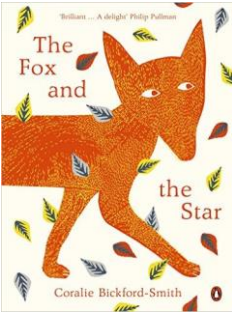 'Brilliant ... A delight' Philip Pullman
The
Fox and
the
Star
Coralie Bickford-Smith